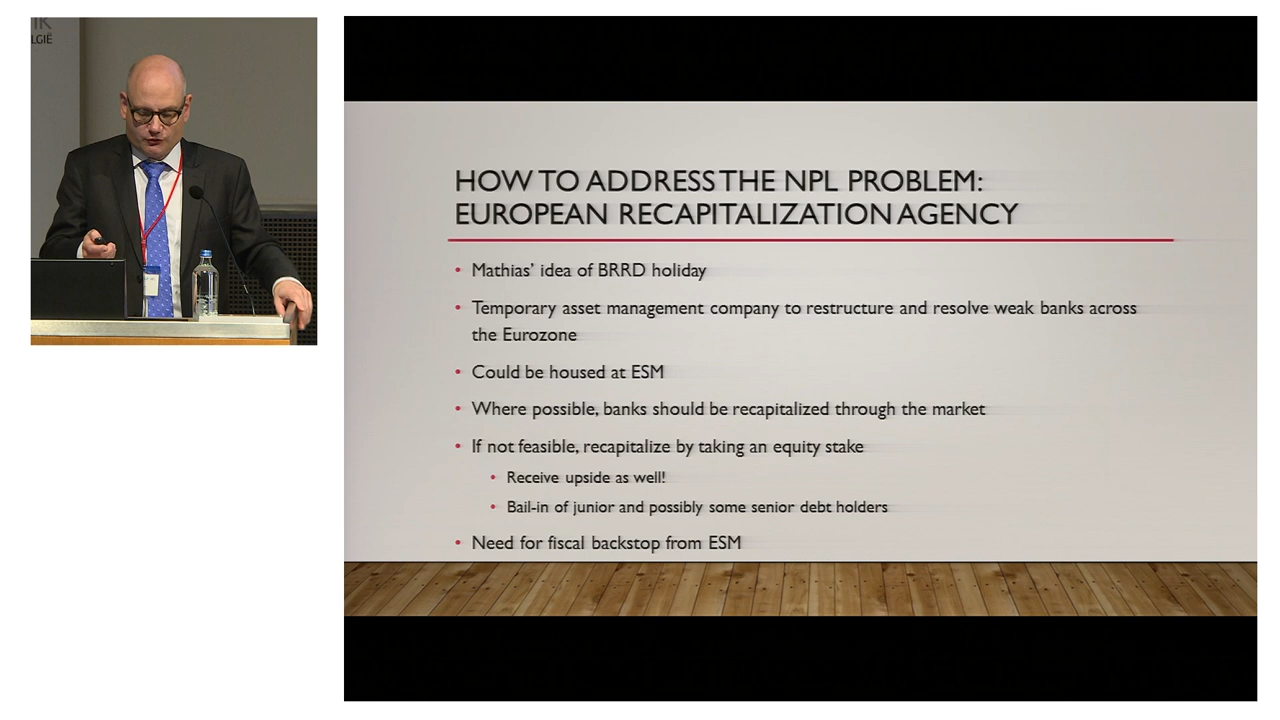 IK
LGIË
HOW TO ADDRESS THE NPL PROBLEM:
EUROPEAN RECAPITALIZATION AGENCY
• Mathias’ idea of BRRD holiday
• Temporary asset management company to restructure and resolve weak banks across
the Eurozone
• Could be housed at ESM
• Where possible, banks should be recapitalized through the market
• If not feasible, recapitalize by taking an equity stake
• Receive upside as well!
• Bail-in of junior and possibly some senior debt holders
• Need for fiscal backstop from ESM